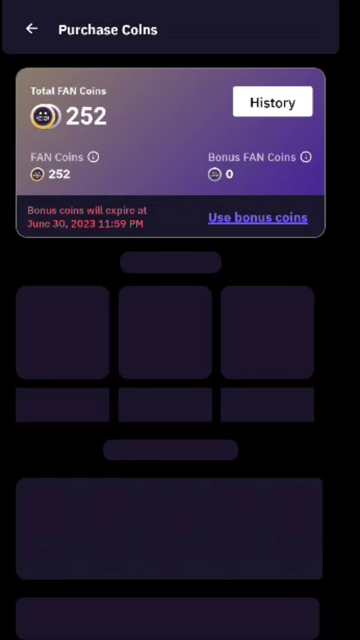 Purchase Coins
Total FAN Coins
252
History
FAN Coins
Bonus FAN Coins
252
0
Bonus coins will expire at
June 30, 2023 11:59 PM
Use bonus coins